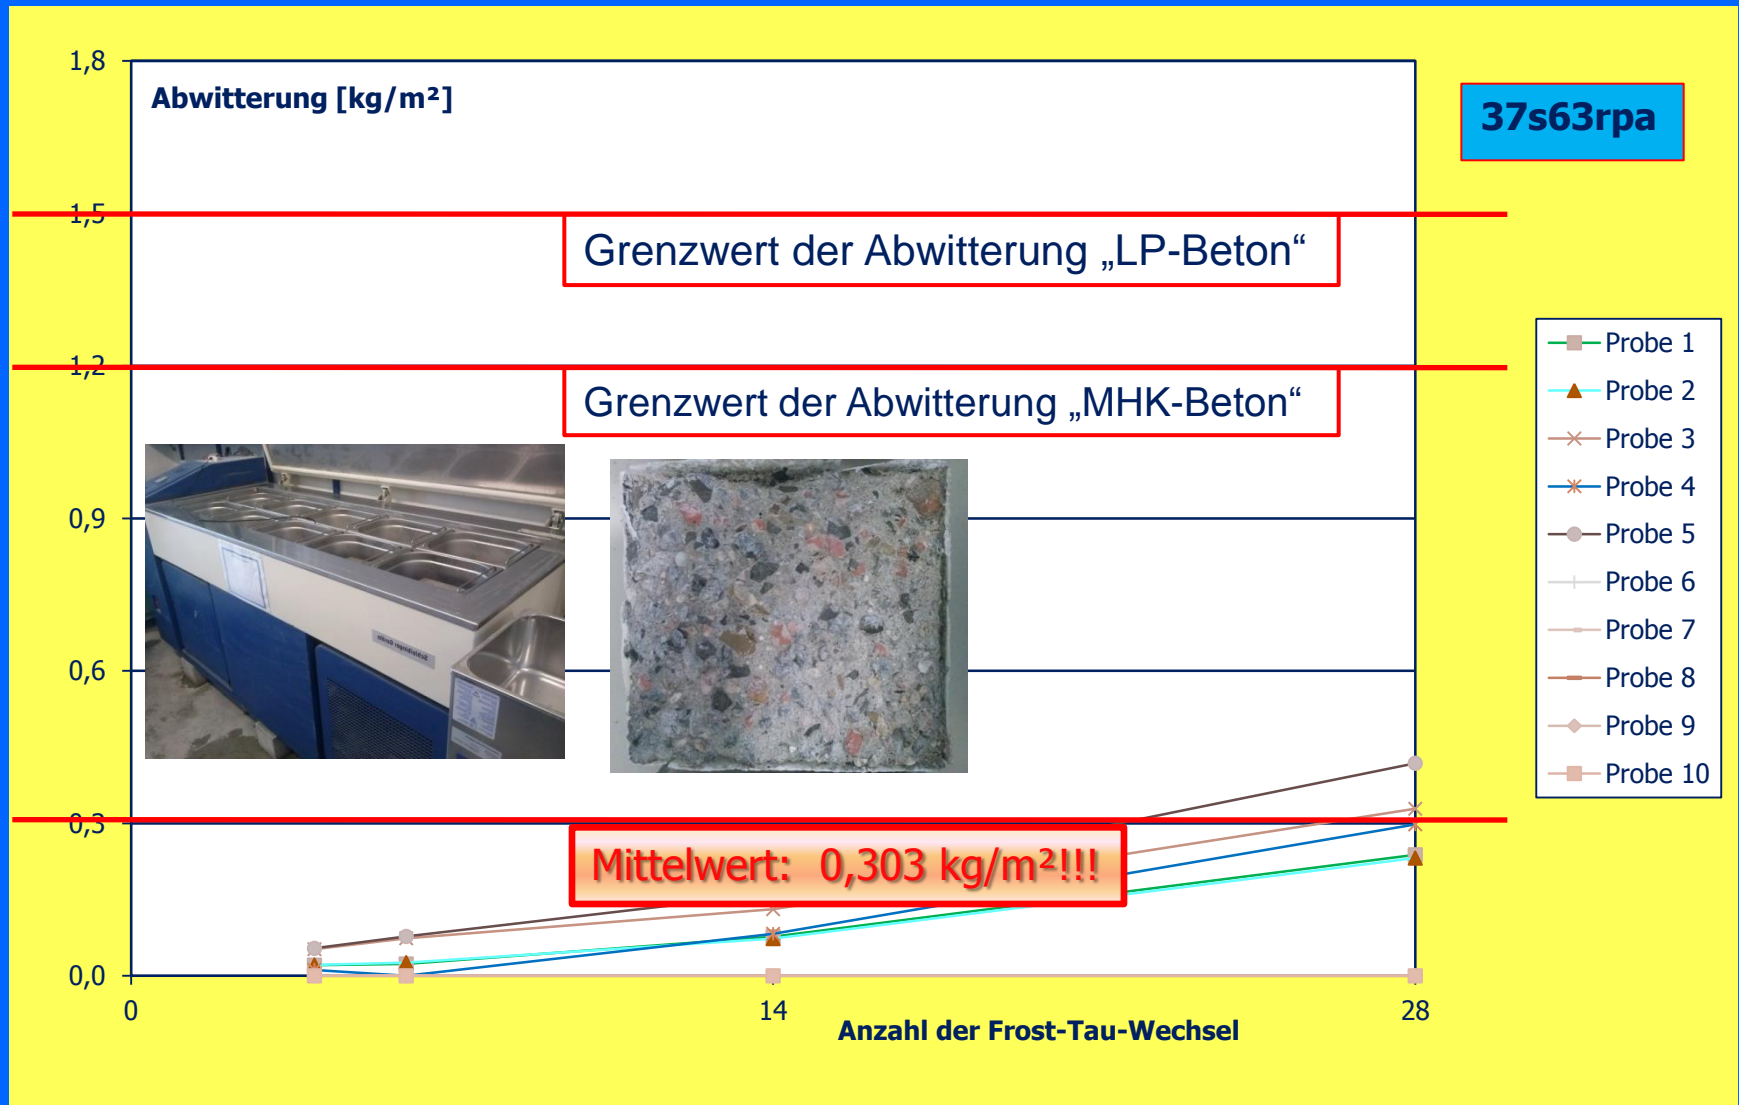 1,8
Abwitterung [kg/m²]
37s63rpa
1,5
Grenzwert der Abwitterung „LP-Beton“
1,2
Grenzwert der Abwitterung „MHK-Beton“
Probe 1
Probe 2
Probe 3
Probe 4
Probe 5
Probe 6
Probe 7
Probe 8
Probe 9
Probe 10
0,9
0,6
0,3
Mittelwert: 0,303 kg/m²!!!
0,0
0
14
28
Anzahl der Frost-Tau-Wechsel